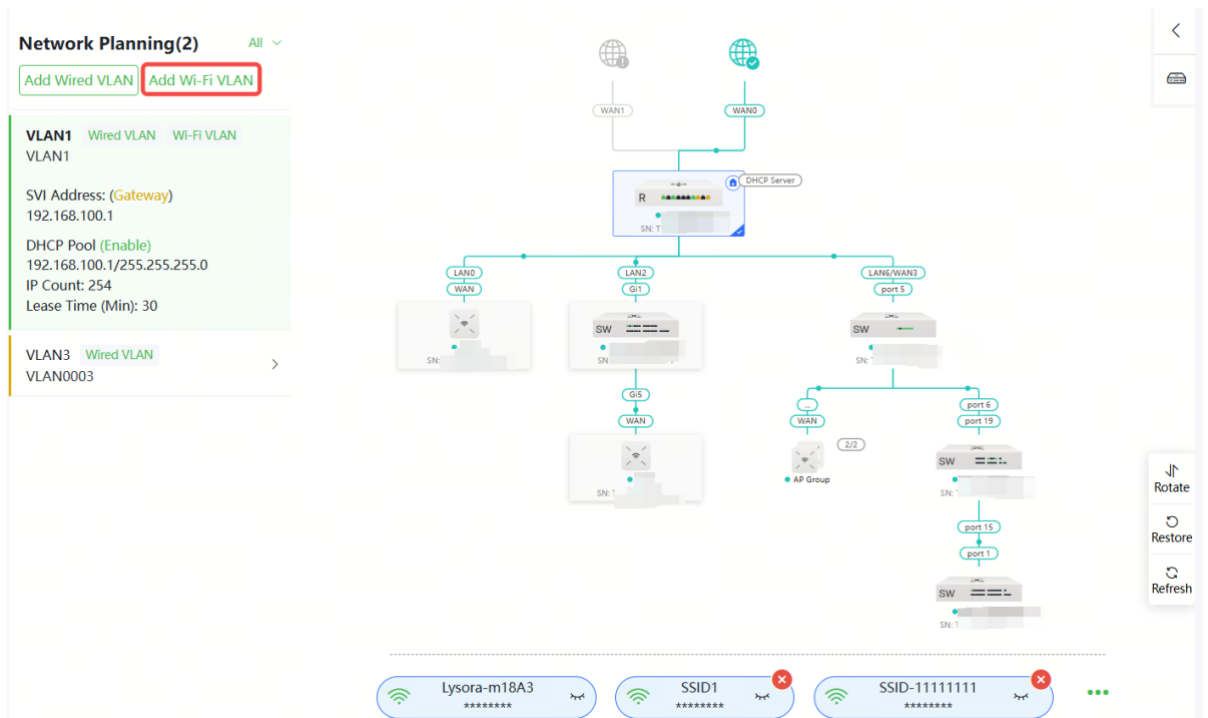 Network Planning(2)
All
Add Wired VLAN
Add Wi-Fi VLAN
VLAN1 Wired VLAN WI-FI VLAN
VLAN1
SVI Address: (Gateway)
192.168.100.1
DHCP Pool (Enable)
192.168.100.1/255.255.255.0
IP Count: 254
Lease Time (Min): 30
VLAN3 Wired VLAN
VLAN0003
WAN1
WAN0
DHCP Server
R
SN: T
LAN0
WAN
LAN2
Gi1
LAN6/WAN3
port 5
SN:
SW
SN
SW
SN:
Gi5
WAN
...
WAN
port 6
port 19
SN:
2/2
AP Group
SW
SN:
port 15
port 1
SW
SN:
Rotate
Restore
Refresh
Lysora-m18A3
********
SSID1
********
SSID-11111111
********